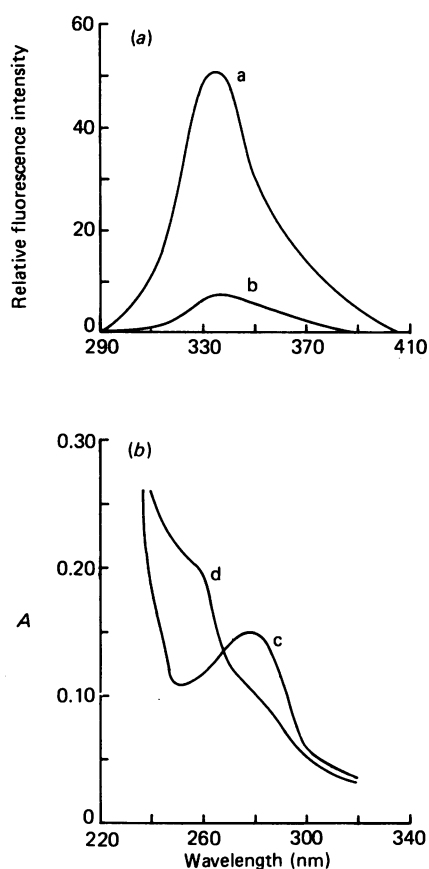 (a)
Relative fluorescence intensity
60
40
20
0
a
b
290 330 370 410
(b)
A
0.30
0.20
0.10
0
d
c
220 260 300 340
Wavelength (nm)